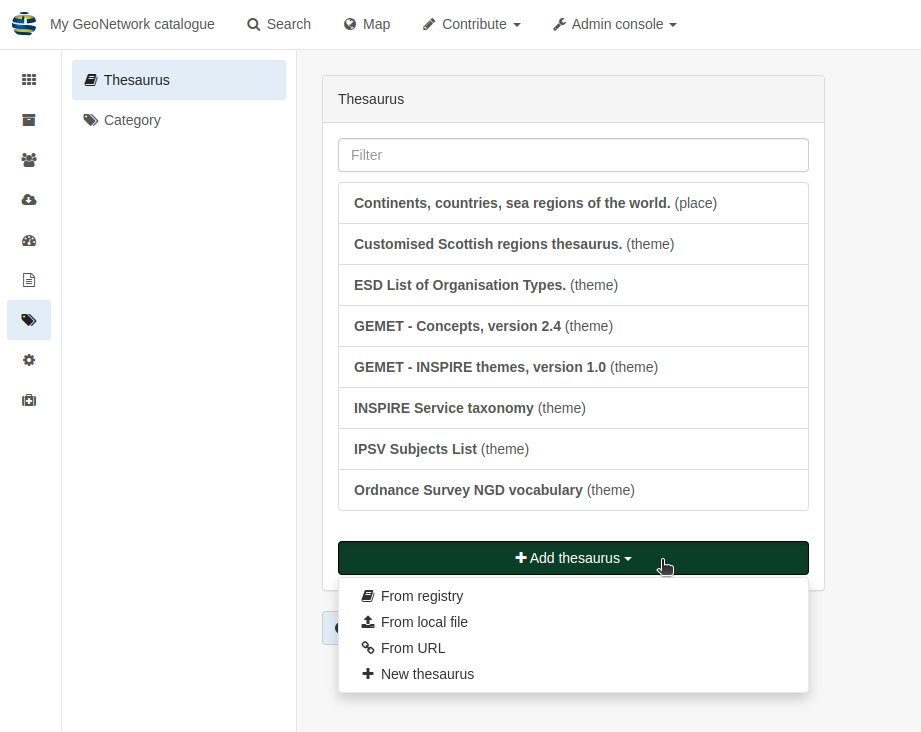 My GeoNetwork catalogue Search Map Contribute Admin console
Thesaurus
Category
Thesaurus
Filter
Continents, countries, sea regions of the world. (place)
Customised Scottish regions thesaurus. (theme)
ESD List of Organisation Types. (theme)
GEMET - Concepts, version 2.4 (theme)
GEMET - INSPIRE themes, version 1.0 (theme)
INSPIRE Service taxonomy (theme)
IPSV Subjects List (theme)
Ordnance Survey NGD vocabulary (theme)
Add thesaurus
From registry
From local file
From URL
New thesaurus